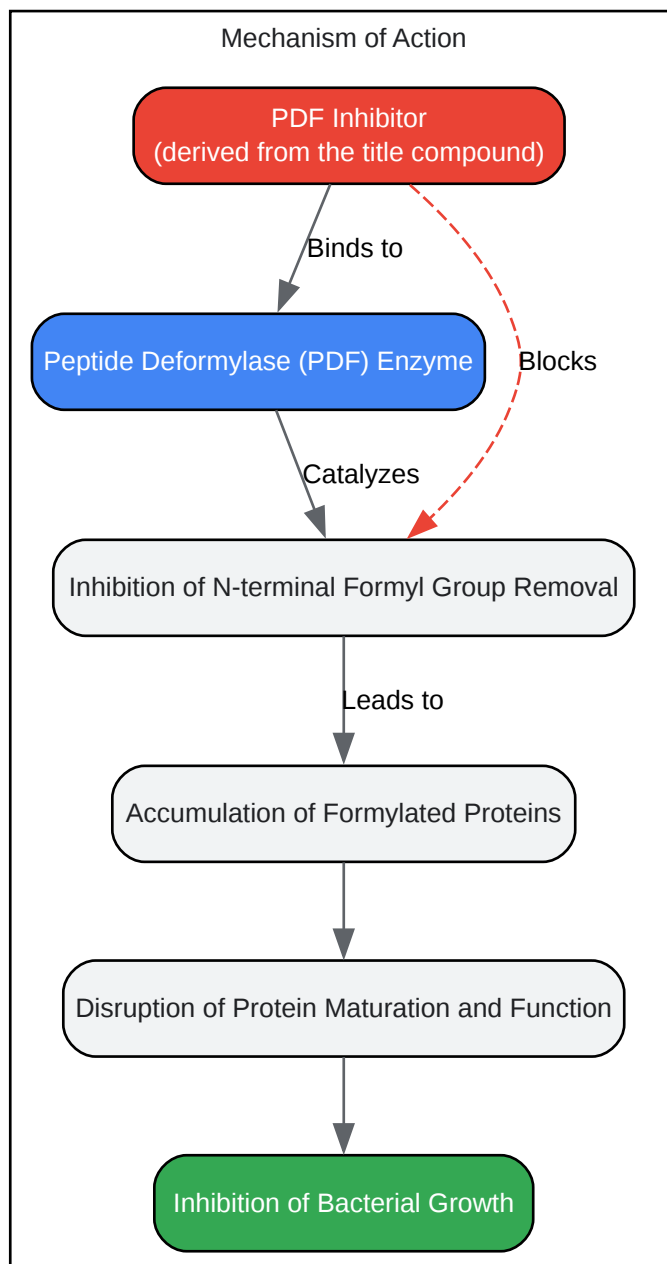 Mechanism of Action
PDF Inhibitor
(derived from the title compound)
Binds to
Peptide Deformylase (PDF) Enzyme
Blocks
Catalyzes
Inhibition of N-terminal Formyl Group Removal
Leads to
Accumulation of Formylated Proteins
Disruption of Protein Maturation and Function
Inhibition of Bacterial Growth